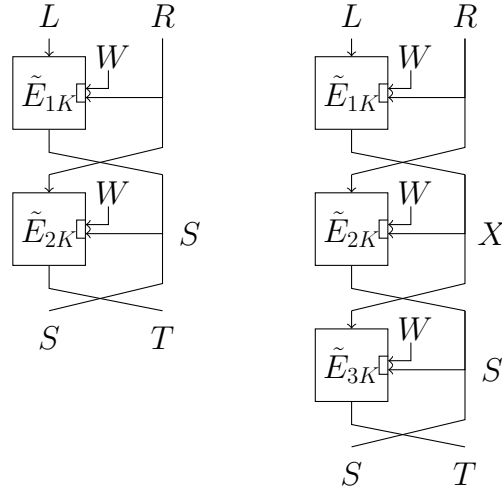 L R L R
W W
Ẽ1K Ẽ1K
W W
Ẽ2K S Ẽ2K X
S T W
Ẽ3K S
S T